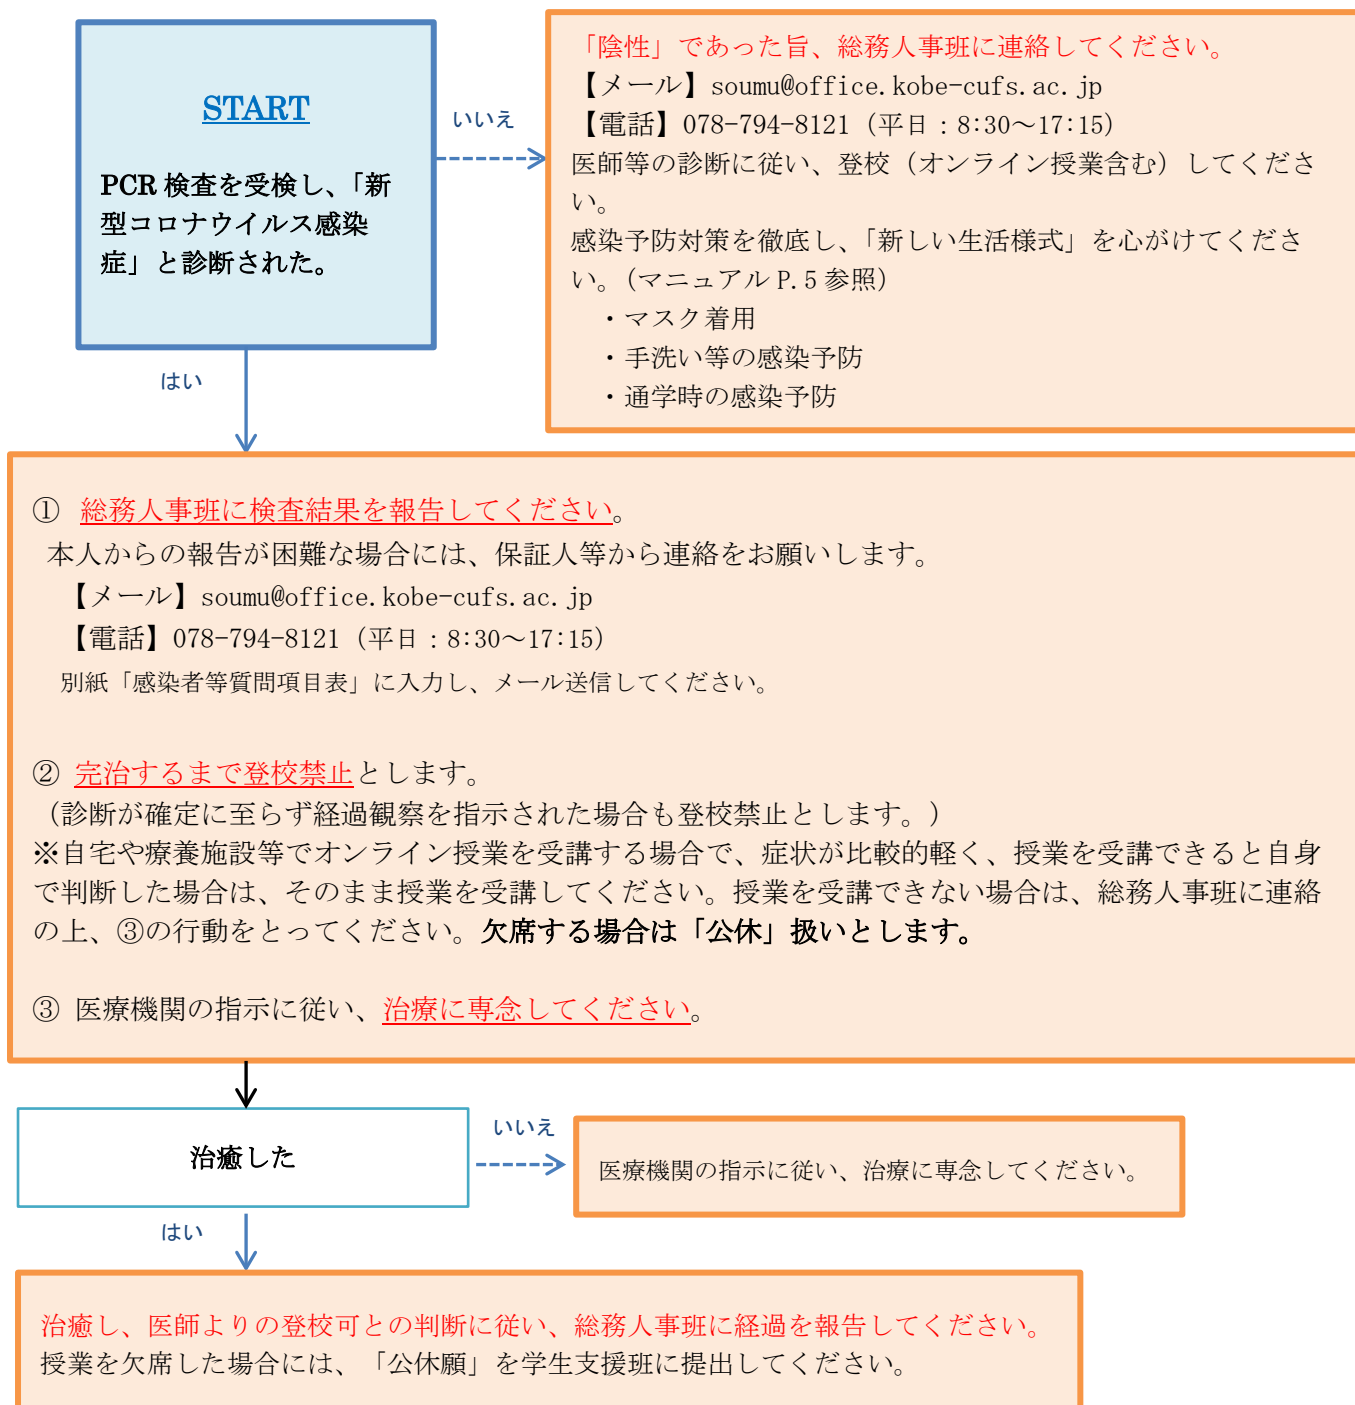 START
PCR 検査を受検し、「新
型コロナウイルス感染
症」と診断された。
いいえ
「陰性」であった旨、総務人事班に連絡してください。
【メール】soumu@office.kobe-cufs.ac.jp
【電話】078-794-8121（平日：8:30～17:15）
医師等の診断に従い、登校（オンライン授業含む）してくださ
い。
感染予防対策を徹底し、「新しい生活様式」を心がけてくださ
い。（マニュアル P.5 参照）
・マスク着用
・手洗い等の感染予防
・通学時の感染予防
はい
① 総務人事班に検査結果を報告してください。
本人からの報告が困難な場合には、保証人等から連絡をお願いします。
【メール】soumu@office.kobe-cufs.ac.jp
【電話】078-794-8121（平日：8:30～17:15）
別紙「感染者等質問項目表」に入力し、メール送信してください。
② 完治するまで登校禁止とします。
（診断が確定に至らず経過観察を指示された場合も登校禁止とします。）
※自宅や療養施設等でオンライン授業を受講する場合で、症状が比較的軽く、授業を受講できると自身
で判断した場合は、そのまま授業を受講してください。授業を受講できない場合は、総務人事班に連絡
の上、③の行動をとってください。欠席する場合は「公休」扱いとします。
③ 医療機関の指示に従い、治療に専念してください。
治癒した
いいえ
医療機関の指示に従い、治療に専念してください。
はい
治癒し、医師よりの登校可との判断に従い、総務人事班に経過を報告してください。
授業を欠席した場合には、「公休願」を学生支援班に提出してください。